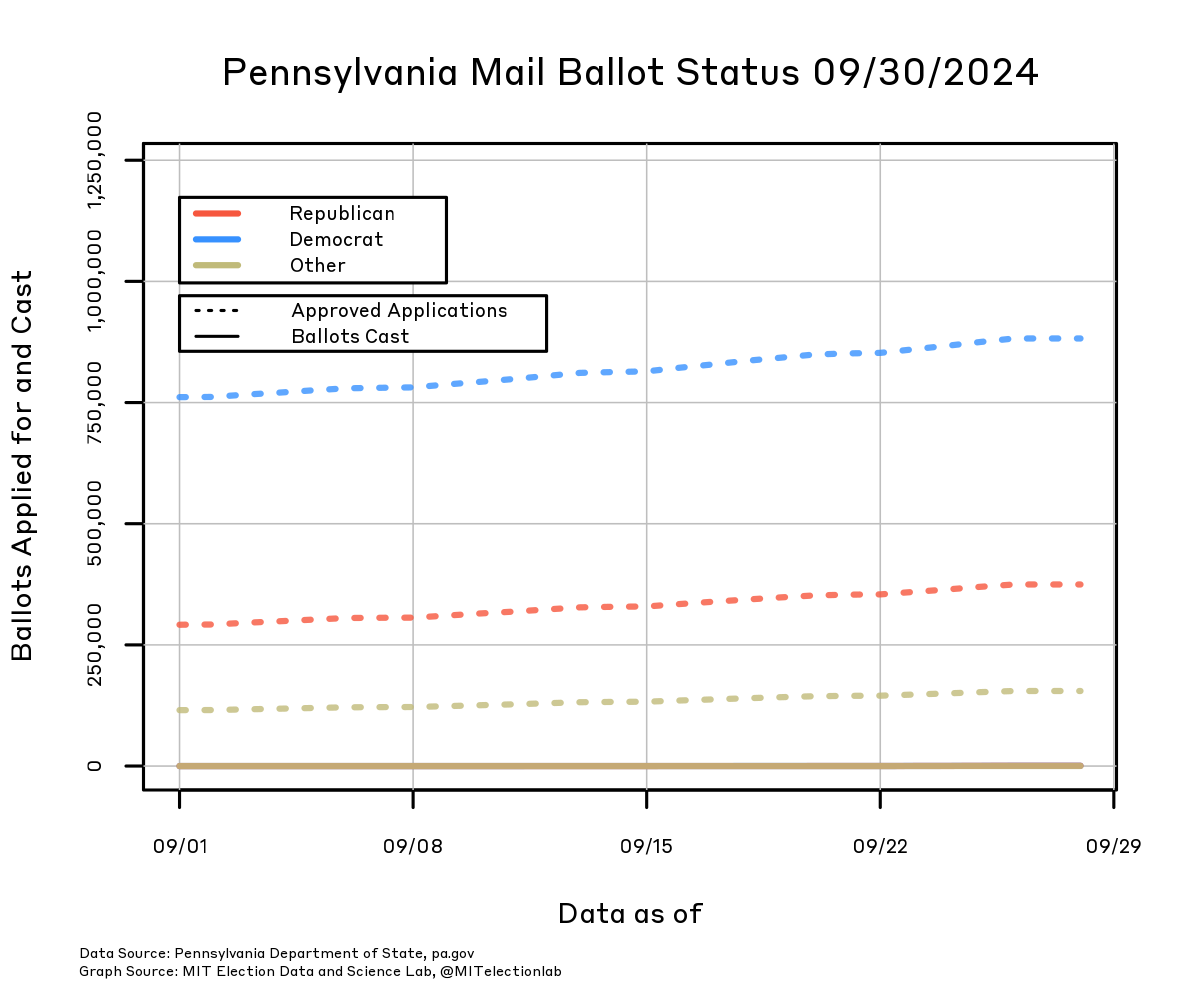 Pennsylvania Mail Ballot Status 09/30/2024
Ballots Applied for and Cast
1,250,000
1,000,000
750,000
500,000
250,000
0
Republican
Democrat
Other
Approved Applications
Ballots Cast
09/01
09/08
09/15
09/22
09/29
Data as of
Data Source: Pennsylvania Department of State, pa.gov
Graph Source: MIT Election Data and Science Lab, @MITelectionlab